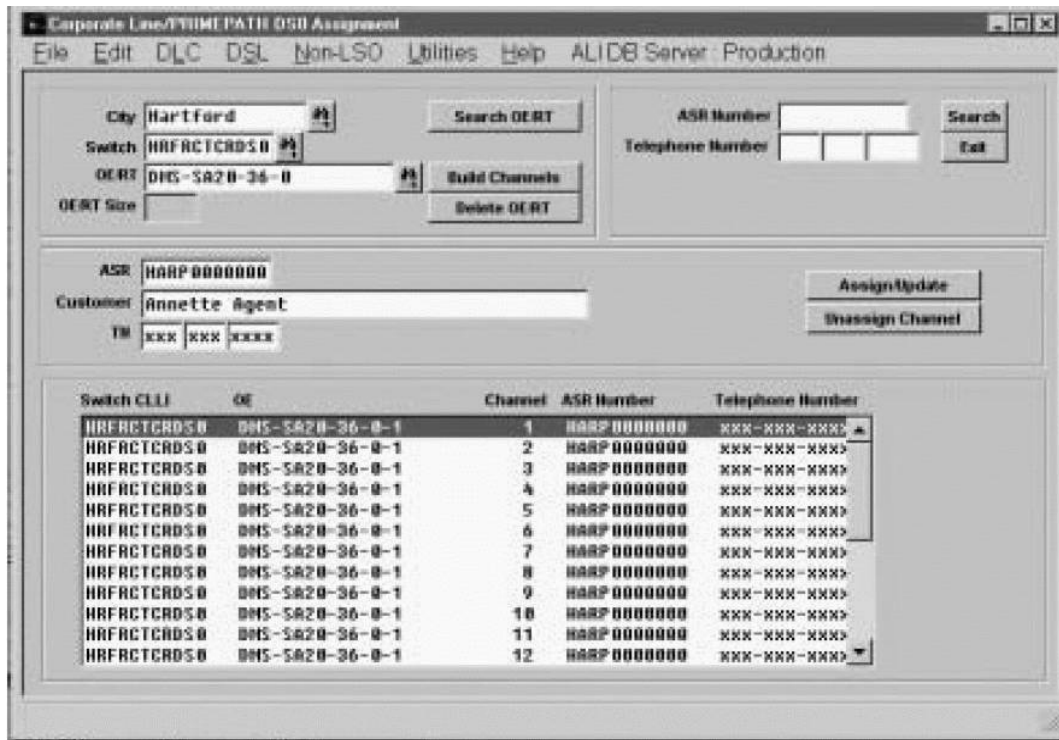 Corporate Line/PRIMEPATH DS0 Assignment
File Edit DLC DSL Non-LSO Utilities Help ALI DB Server : Production
City Hartford Search OE/RT
Switch HRFRCTCRDS0
OE/RT DMS-SA20-36-0 Build Channels
OE/RT Size Delete OE/RT
ASR Number Search
Telephone Number Exit
ASR HARP0000000
Customer Annette Agent
TN xxx xxx xxxx
Assign/Update
Unassign Channel
Switch CLLI OE Channel ASR Number Telephone Number
HRFRCTCRDS0 DMS-SA20-36-0-1 1 HARP0000000 xxx-xxx-xxxx
HRFRCTCRDS0 DMS-SA20-36-0-1 2 HARP0000000 xxx-xxx-xxxx
HRFRCTCRDS0 DMS-SA20-36-0-1 3 HARP0000000 xxx-xxx-xxxx
HRFRCTCRDS0 DMS-SA20-36-0-1 4 HARP0000000 xxx-xxx-xxxx
HRFRCTCRDS0 DMS-SA20-36-0-1 5 HARP0000000 xxx-xxx-xxxx
HRFRCTCRDS0 DMS-SA20-36-0-1 6 HARP0000000 xxx-xxx-xxxx
HRFRCTCRDS0 DMS-SA20-36-0-1 7 HARP0000000 xxx-xxx-xxxx
HRFRCTCRDS0 DMS-SA20-36-0-1 8 HARP0000000 xxx-xxx-xxxx
HRFRCTCRDS0 DMS-SA20-36-0-1 9 HARP0000000 xxx-xxx-xxxx
HRFRCTCRDS0 DMS-SA20-36-0-1 10 HARP0000000 xxx-xxx-xxxx
HRFRCTCRDS0 DMS-SA20-36-0-1 11 HARP0000000 xxx-xxx-xxxx
HRFRCTCRDS0 DMS-SA20-36-0-1 12 HARP0000000 xxx-xxx-xxxx